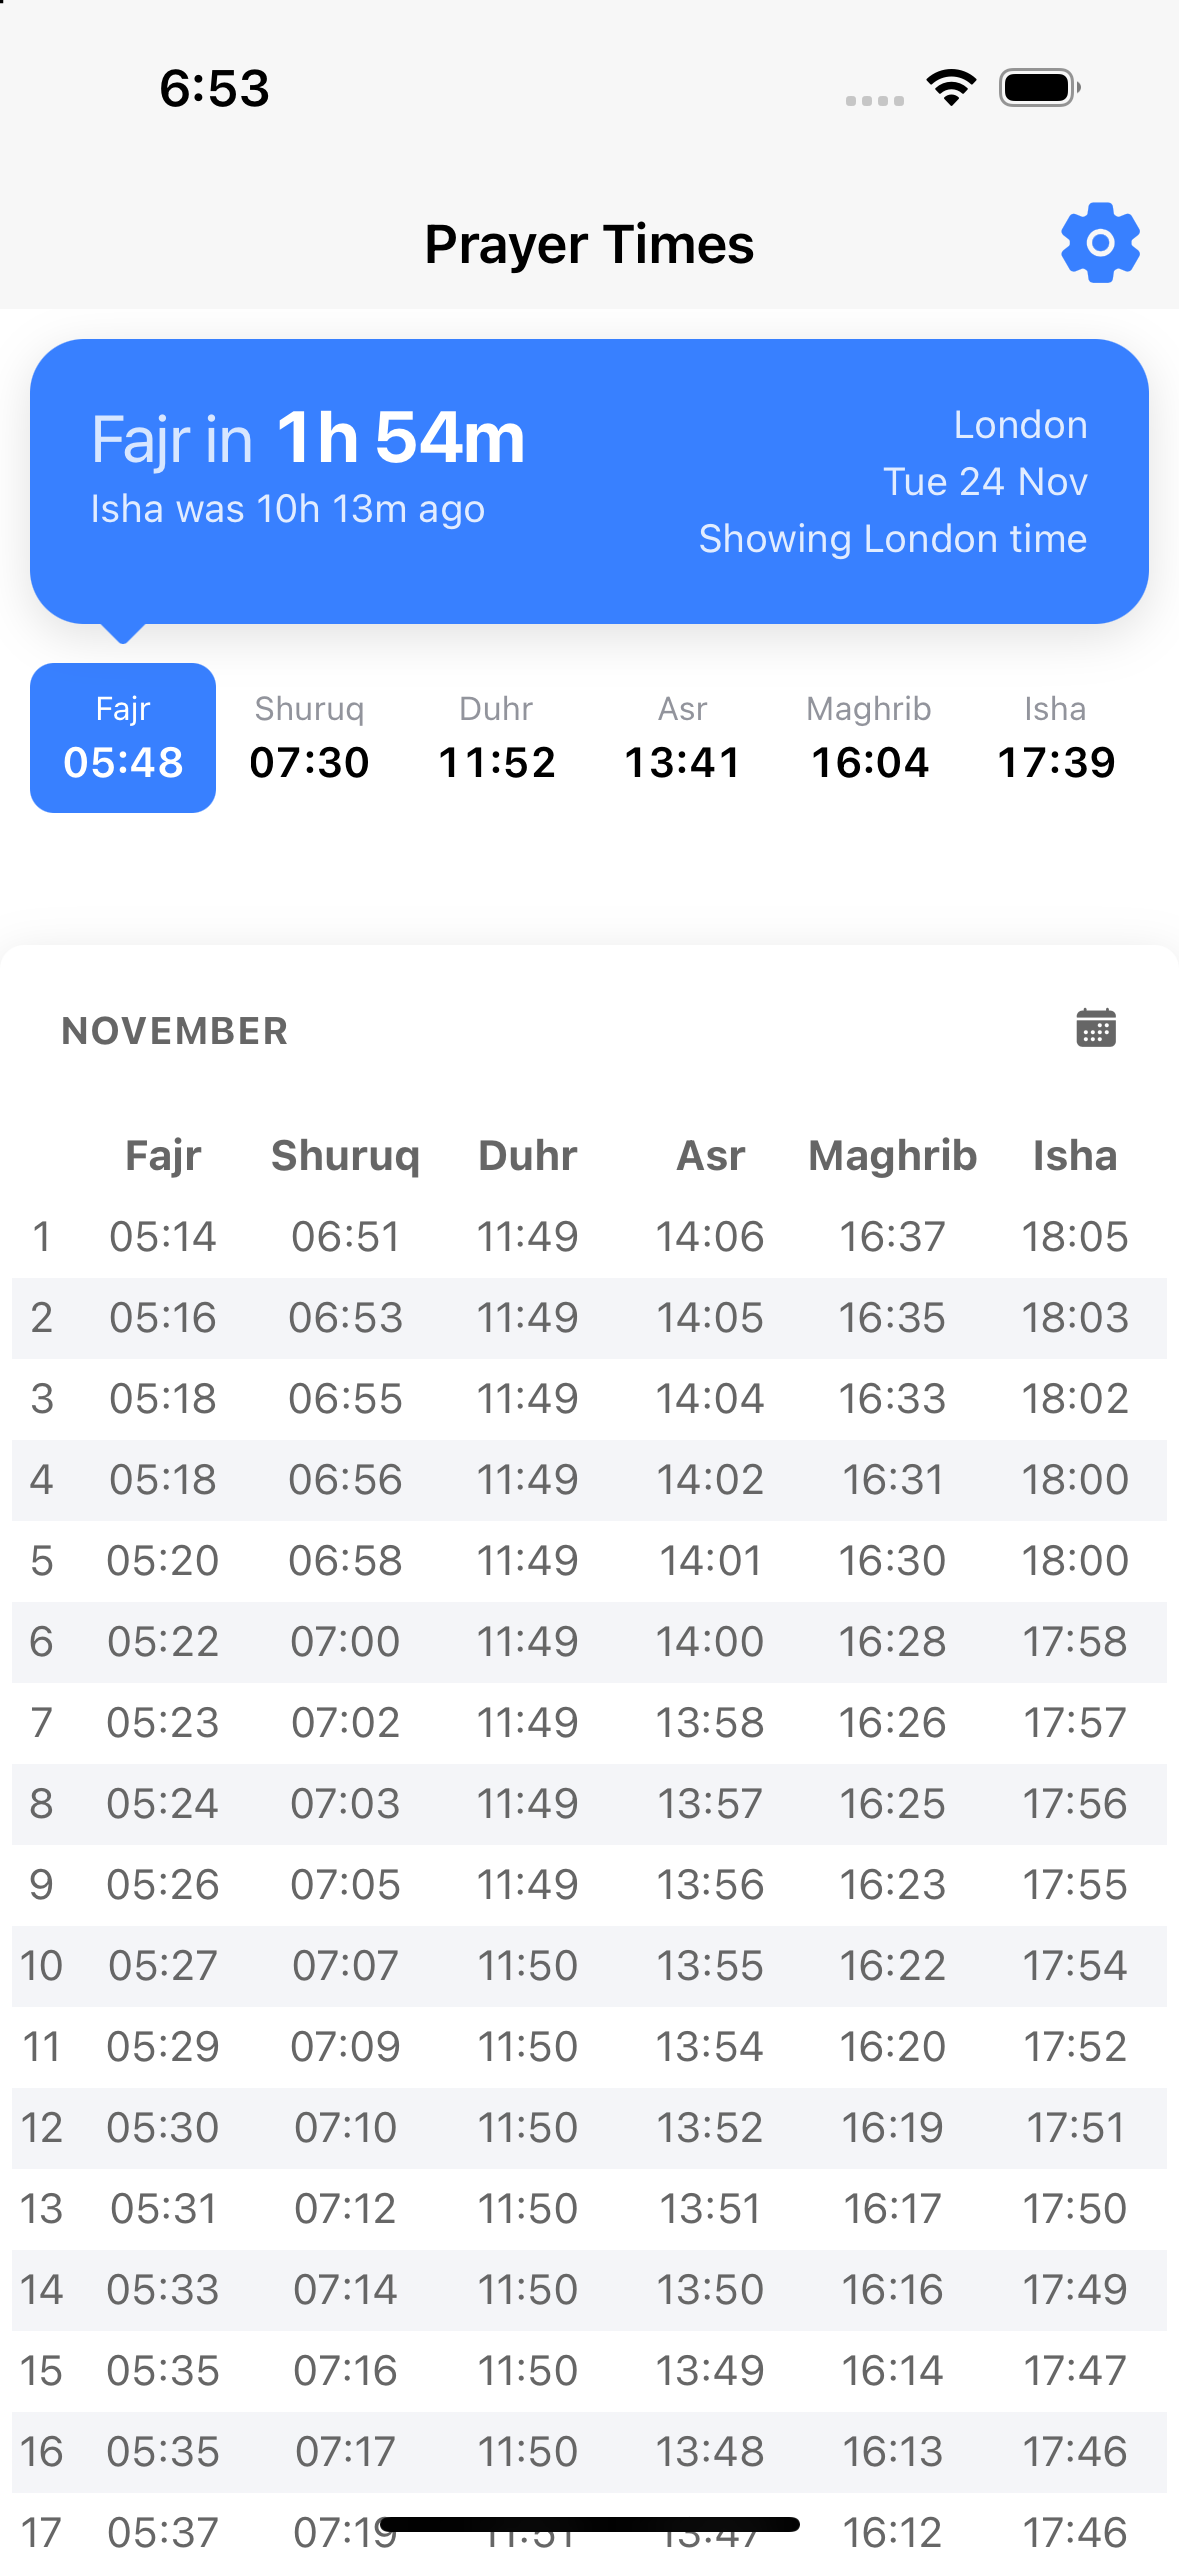 6:53
Prayer Times
Fajr in 1h 54m
Isha was 10h 13m ago
London
Tue 24 Nov
Showing London time
Fajr Shuruq Duhr Asr Maghrib Isha
05:48 07:30 11:52 13:41 16:04 17:39
NOVEMBER
Fajr Shuruq Duhr Asr Maghrib Isha
1 05:14 06:51 11:49 14:06 16:37 18:05
2 05:16 06:53 11:49 14:05 16:35 18:03
3 05:18 06:55 11:49 14:04 16:33 18:02
4 05:18 06:56 11:49 14:02 16:31 18:00
5 05:20 06:58 11:49 14:01 16:30 18:00
6 05:22 07:00 11:49 14:00 16:28 17:58
7 05:23 07:02 11:49 13:58 16:26 17:57
8 05:24 07:03 11:49 13:57 16:25 17:56
9 05:26 07:05 11:49 13:56 16:23 17:55
10 05:27 07:07 11:50 13:55 16:22 17:54
11 05:29 07:09 11:50 13:54 16:20 17:52
12 05:30 07:10 11:50 13:52 16:19 17:51
13 05:31 07:12 11:50 13:51 16:17 17:50
14 05:33 07:14 11:50 13:50 16:16 17:49
15 05:35 07:16 11:50 13:49 16:14 17:47
16 05:35 07:17 11:50 13:48 16:13 17:46
17 05:37 07:19 11:51 13:47 16:12 17:46